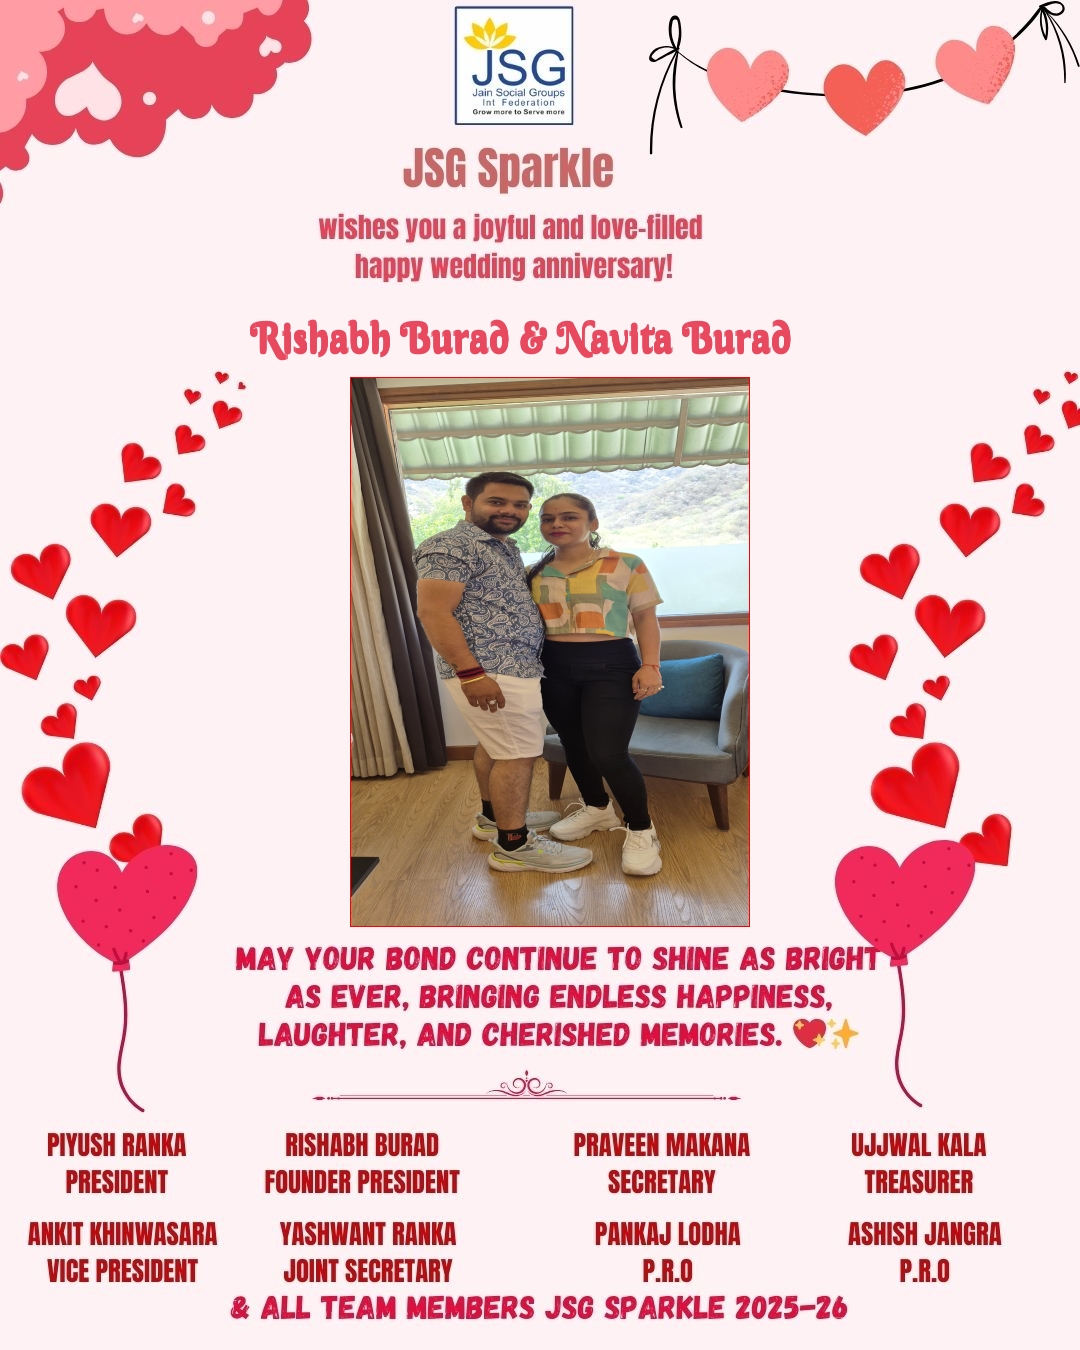 JSG
Jain Social Groups
Int Federation
Grow more to Serve more
JSG Sparkle
wishes you a joyful and love-filled
happy wedding anniversary!
Rishabh Burad & Navita Burad
MAY YOUR BOND CONTINUE TO SHINE AS BRIGHT
AS EVER, BRINGING ENDLESS HAPPINESS,
LAUGHTER, AND CHERISHED MEMORIES. 💖✨
PIYUSH RANKA
PRESIDENT
RISHABH BURAD
FOUNDER PRESIDENT
PRAVEEN MAKANA
SECRETARY
UJJWAL KALA
TREASURER
ANKIT KHINWASARA
VICE PRESIDENT
YASHWANT RANKA
JOINT SECRETARY
PANKAJ LODHA
P.R.O
ASHISH JANGRA
P.R.O
& ALL TEAM MEMBERS JSG SPARKLE 2025-26